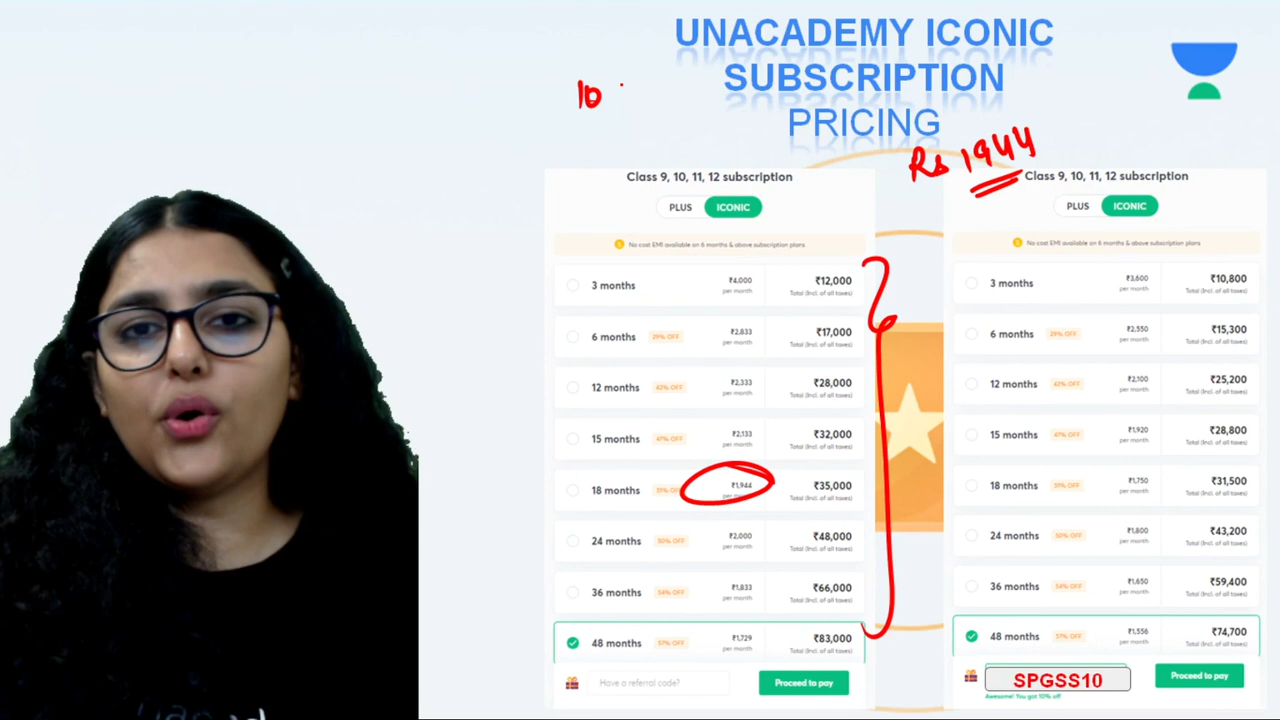 UNACADEMY ICONIC
SUBSCRIPTION
PRICING
10
Rs 1944
Class 9, 10, 11, 12 subscription
PLUS ICONIC
No cost EMI available on 6 months & above subscription plans
3 months ₹4,000 per month ₹12,000 Total (Incl. of all taxes)
6 months 29% OFF ₹2,833 per month ₹17,000 Total (Incl. of all taxes)
12 months 42% OFF ₹2,333 per month ₹28,000 Total (Incl. of all taxes)
15 months 47% OFF ₹2,133 per month ₹32,000 Total (Incl. of all taxes)
18 months 51% OFF ₹1,944 per month ₹35,000 Total (Incl. of all taxes)
24 months 50% OFF ₹2,000 per month ₹48,000 Total (Incl. of all taxes)
36 months 54% OFF ₹1,833 per month ₹66,000 Total (Incl. of all taxes)
48 months 57% OFF ₹1,729 ₹83,000
Have a referral code? Proceed to pay
Class 9, 10, 11, 12 subscription
PLUS ICONIC
No cost EMI available on 6 months & above subscription plans
3 months ₹3,600 per month ₹10,800 Total (Incl. of all taxes)
6 months 29% OFF ₹2,550 per month ₹15,300 Total (Incl. of all taxes)
12 months 42% OFF ₹2,100 per month ₹25,200 Total (Incl. of all taxes)
15 months 47% OFF ₹1,920 per month ₹28,800 Total (Incl. of all taxes)
18 months 51% OFF ₹1,750 per month ₹31,500 Total (Incl. of all taxes)
24 months 50% OFF ₹1,800 per month ₹43,200 Total (Incl. of all taxes)
36 months 54% OFF ₹1,650 per month ₹59,400 Total (Incl. of all taxes)
48 months 57% OFF ₹1,556 per month ₹74,700 Total (Incl. of all taxes)
SPGSS10 Proceed to pay
Awesome! You got 10% off